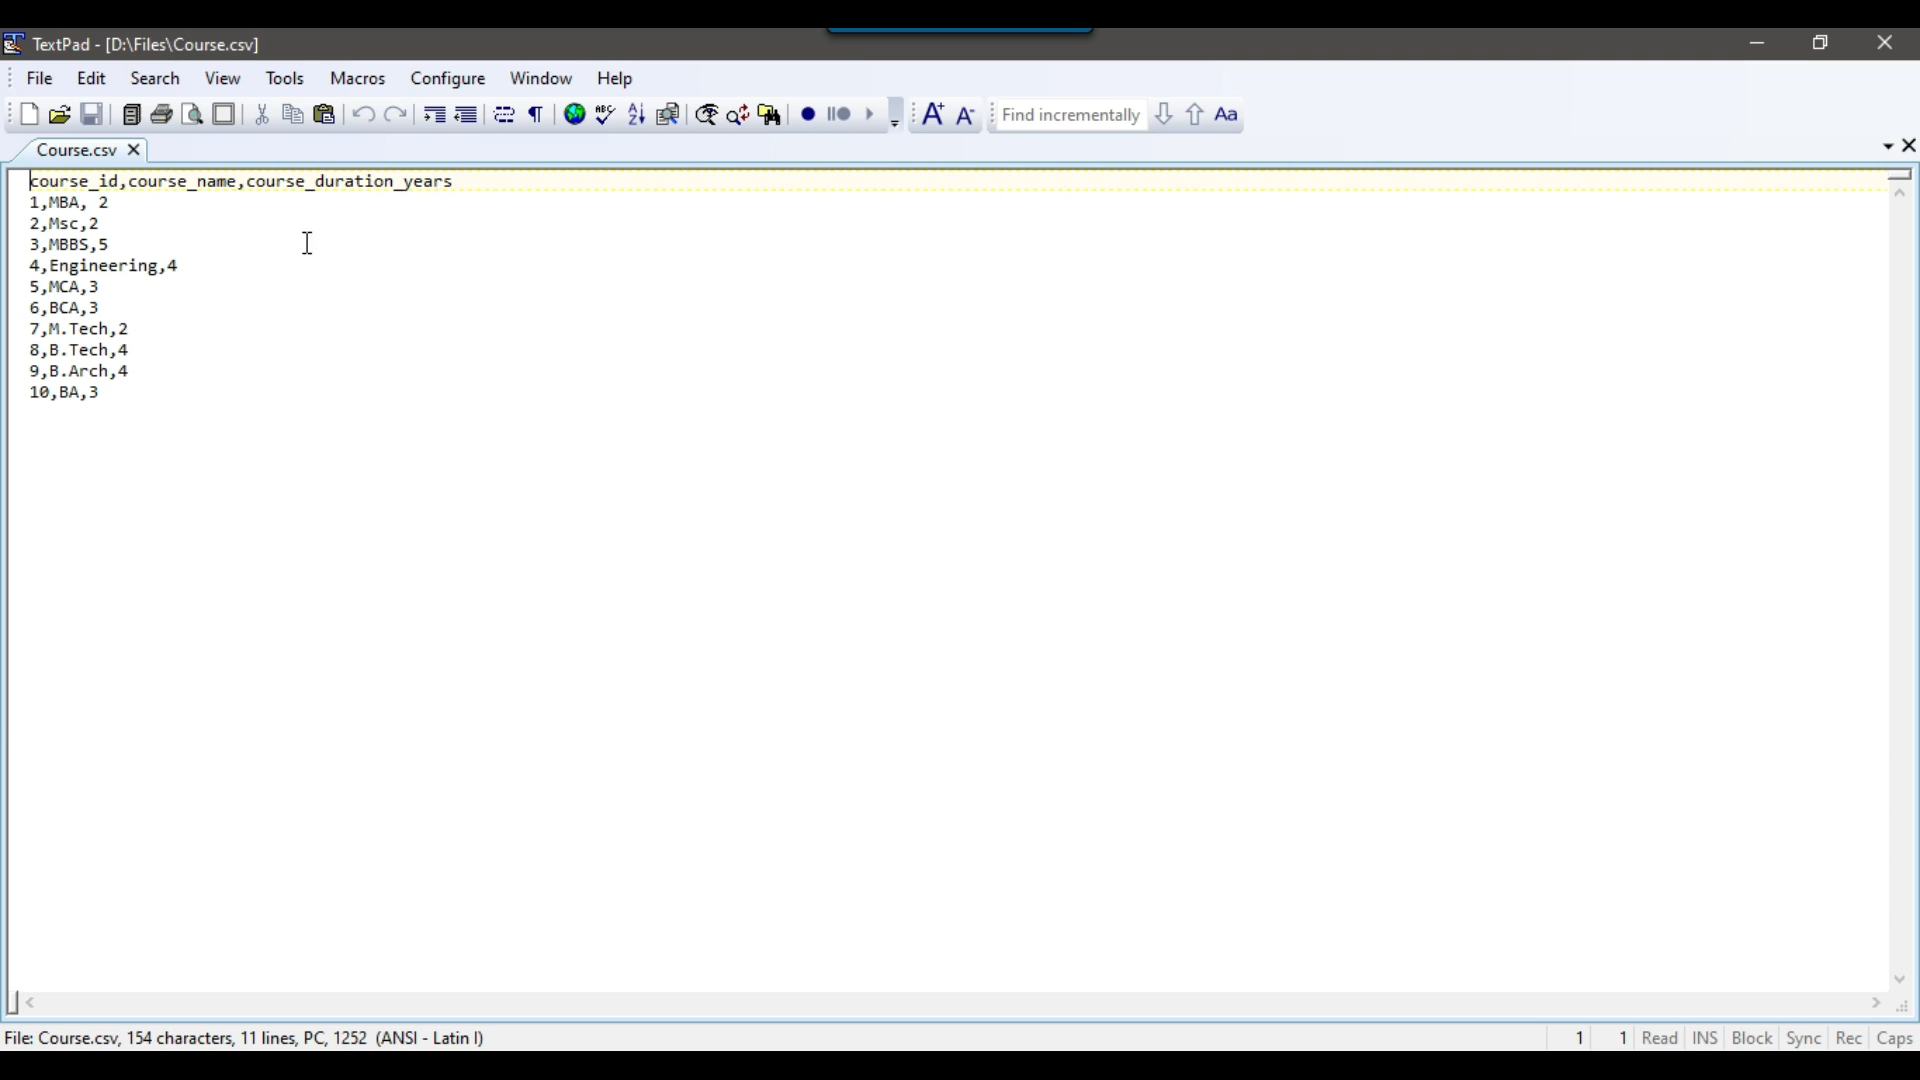 TextPad - [D:\Files\Course.csv]
File Edit Search View Tools Macros Configure Window Help
Find incrementally Aa
Course.csv
course_id,course_name,course_duration_years
1,MBA, 2
2,Msc,2
3,MBBS,5
4,Engineering,4
5,MCA,3
6,BCA,3
7,M.Tech,2
8,B.Tech,4
9,B.Arch,4
10,BA,3
File: Course.csv, 154 characters, 11 lines, PC, 1252 (ANSI - Latin I) 1 1 Read INS Block Sync Rec Caps